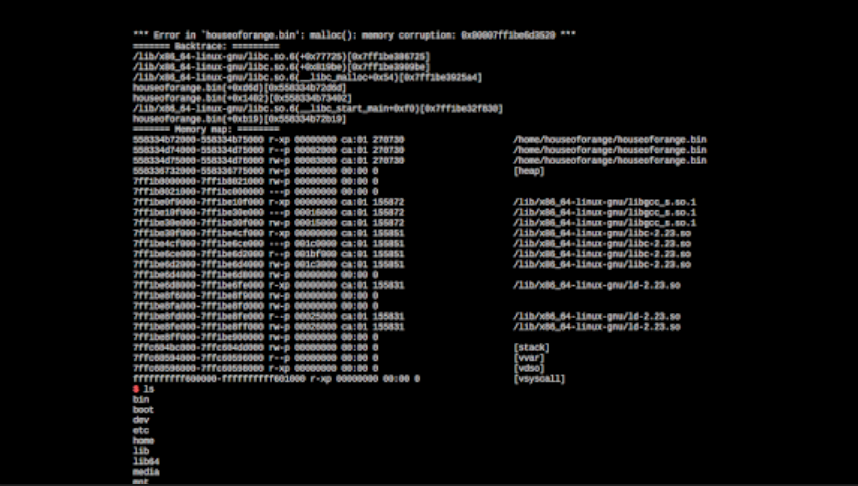 *** Error in `houseoforange.bin': malloc(): memory corruption: 0x00007ff1be6d3520 ***
======= Backtrace: =========
/lib/x86_64-linux-gnu/libc.so.6(+0x77725)[0x7ff1be386725]
/lib/x86_64-linux-gnu/libc.so.6(+0x819be)[0x7ff1be3909be]
/lib/x86_64-linux-gnu/libc.so.6(__libc_malloc+0x54)[0x7ff1be3925a4]
houseoforange.bin(+0xd6d)[0x558334b72d6d]
houseoforange.bin(+0x1402)[0x558334b73402]
/lib/x86_64-linux-gnu/libc.so.6(__libc_start_main+0xf0)[0x7ff1be32f830]
houseoforange.bin(+0xb19)[0x558334b72b19]
======= Memory map: ========
558334b72000-558334b75000 r-xp 00000000 ca:01 270730 /home/houseoforange/houseoforange.bin
558334d74000-558334d75000 r--p 00002000 ca:01 270730 /home/houseoforange/houseoforange.bin
558334d75000-558334d76000 rw-p 00003000 ca:01 270730 /home/houseoforange/houseoforange.bin
558336732000-558336775000 rw-p 00000000 00:00 0 [heap]
7ff1b8000000-7ff1b8021000 rw-p 00000000 00:00 0
7ff1b8021000-7ff1bc000000 ---p 00000000 00:00 0
7ff1be0f9000-7ff1be10f000 r-xp 00000000 ca:01 155872 /lib/x86_64-linux-gnu/libgcc_s.so.1
7ff1be10f000-7ff1be30e000 ---p 00016000 ca:01 155872 /lib/x86_64-linux-gnu/libgcc_s.so.1
7ff1be30e000-7ff1be30f000 rw-p 00015000 ca:01 155872 /lib/x86_64-linux-gnu/libgcc_s.so.1
7ff1be30f000-7ff1be4cf000 r-xp 00000000 ca:01 155851 /lib/x86_64-linux-gnu/libc-2.23.so
7ff1be4cf000-7ff1be6ce000 ---p 001c0000 ca:01 155851 /lib/x86_64-linux-gnu/libc-2.23.so
7ff1be6ce000-7ff1be6d2000 r--p 001bf000 ca:01 155851 /lib/x86_64-linux-gnu/libc-2.23.so
7ff1be6d2000-7ff1be6d4000 rw-p 001c3000 ca:01 155851 /lib/x86_64-linux-gnu/libc-2.23.so
7ff1be6d4000-7ff1be6d8000 rw-p 00000000 00:00 0
7ff1be6d8000-7ff1be6fe000 r-xp 00000000 ca:01 155831 /lib/x86_64-linux-gnu/ld-2.23.so
7ff1be8f6000-7ff1be8f9000 rw-p 00000000 00:00 0
7ff1be8fa000-7ff1be8fd000 rw-p 00000000 00:00 0
7ff1be8fd000-7ff1be8fe000 r--p 00025000 ca:01 155831 /lib/x86_64-linux-gnu/ld-2.23.so
7ff1be8fe000-7ff1be8ff000 rw-p 00026000 ca:01 155831 /lib/x86_64-linux-gnu/ld-2.23.so
7ff1be8ff000-7ff1be900000 rw-p 00000000 00:00 0
rw-p 00000000 00:00 0 [stack]
7ffc60594000-7ffc60596000 r--p 00000000 00:00 0 [vvar]
7ffc60596000-7ffc60598000 r-xp 00000000 00:00 0 [vdso]
ffffffffff600000-ffffffffff601000 r-xp 00000000 00:00 0 [vsyscall]
$ ls
bin
boot
dev
etc
home
lib
lib64
media
mnt